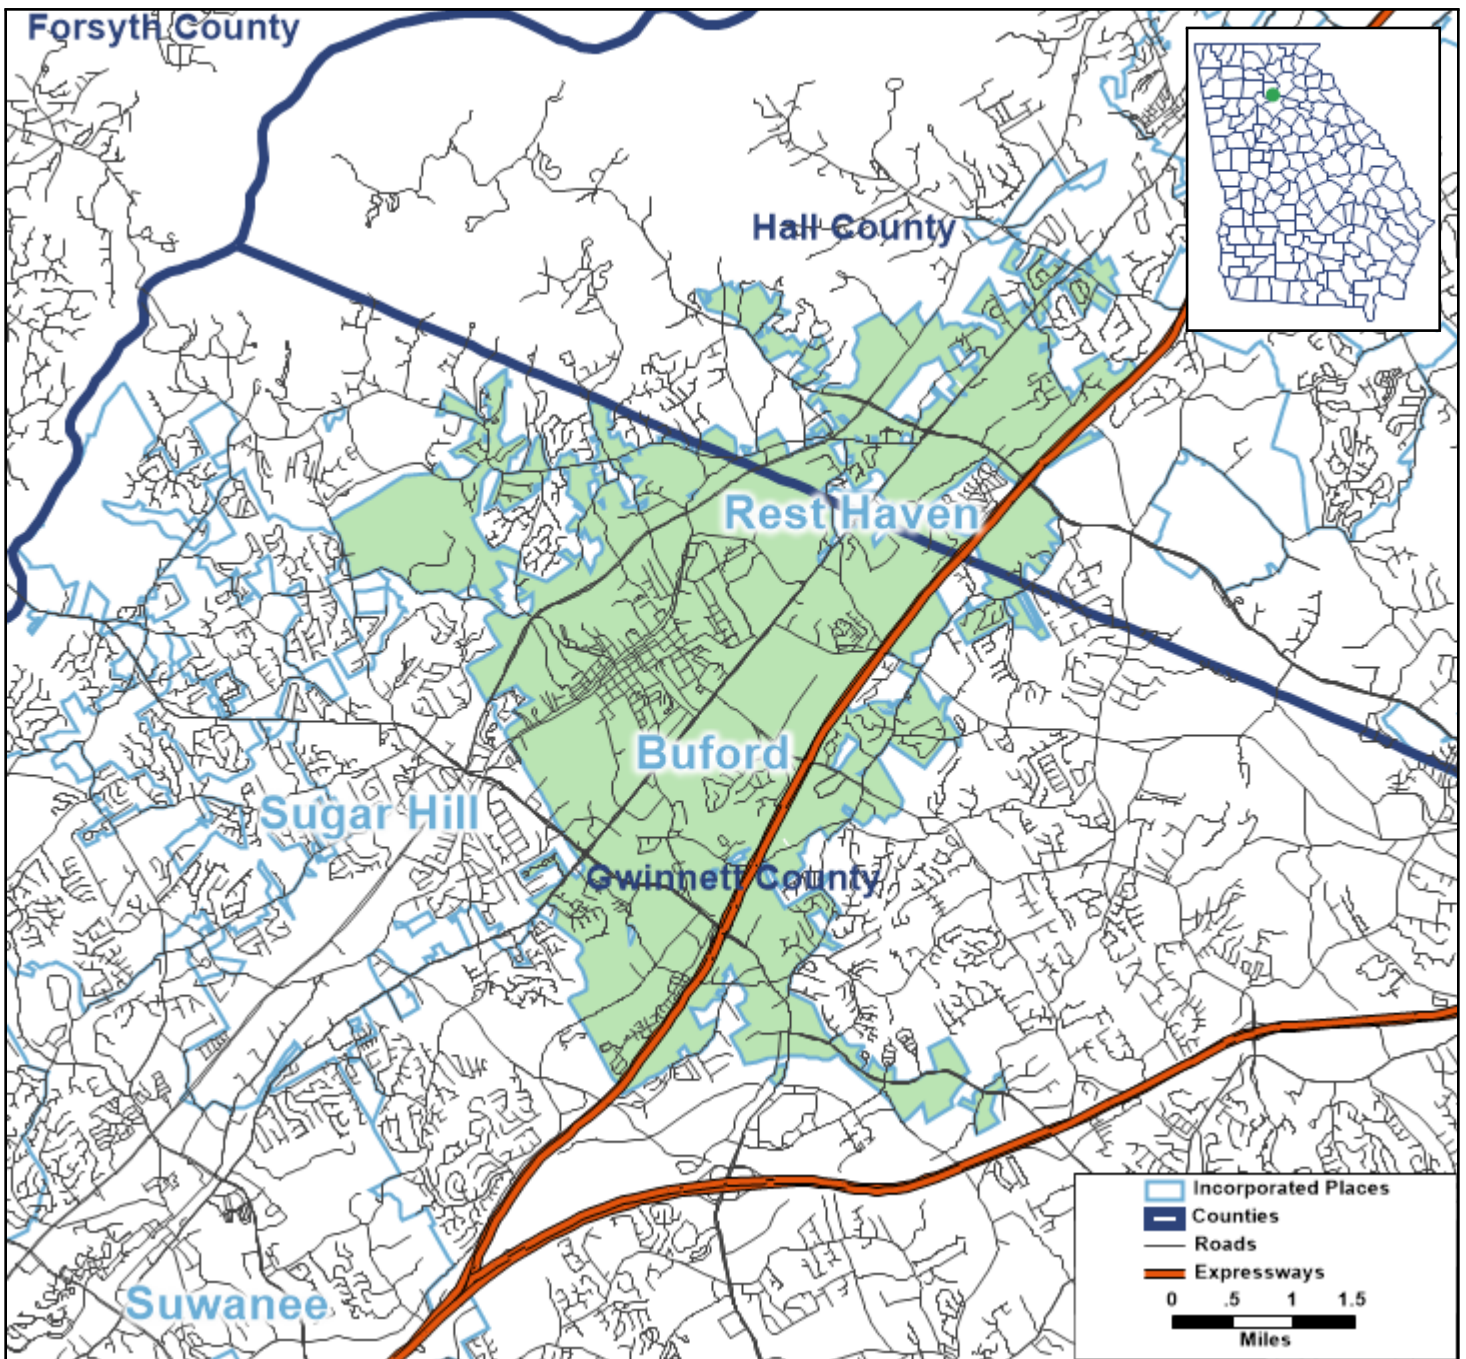 Forsyth County
Hall County
Rest Haven
Buford
Sugar Hill
Gwinnett County
Suwanee
Incorporated Places
Counties
Roads
Expressways
0 .5 1 1.5
Miles